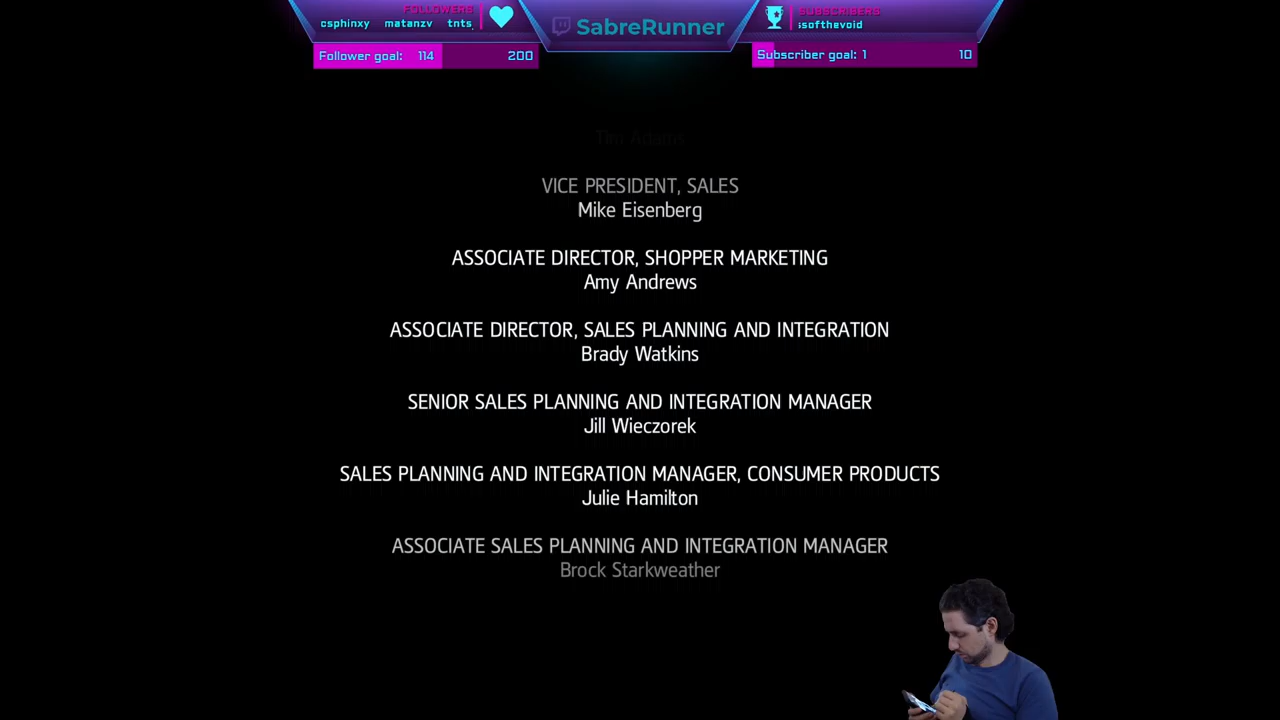 FOLLOWERS
csphinxy matanzv tnts
Follower goal: 114 200
SabreRunner
SUBSCRIBERS
ssofthevoid
Subscriber goal: 1 10
Tim Adams
VICE PRESIDENT, SALES
Mike Eisenberg
ASSOCIATE DIRECTOR, SHOPPER MARKETING
Amy Andrews
ASSOCIATE DIRECTOR, SALES PLANNING AND INTEGRATION
Brady Watkins
SENIOR SALES PLANNING AND INTEGRATION MANAGER
Jill Wieczorek
SALES PLANNING AND INTEGRATION MANAGER, CONSUMER PRODUCTS
Julie Hamilton
ASSOCIATE SALES PLANNING AND INTEGRATION MANAGER
Brock Starkweather